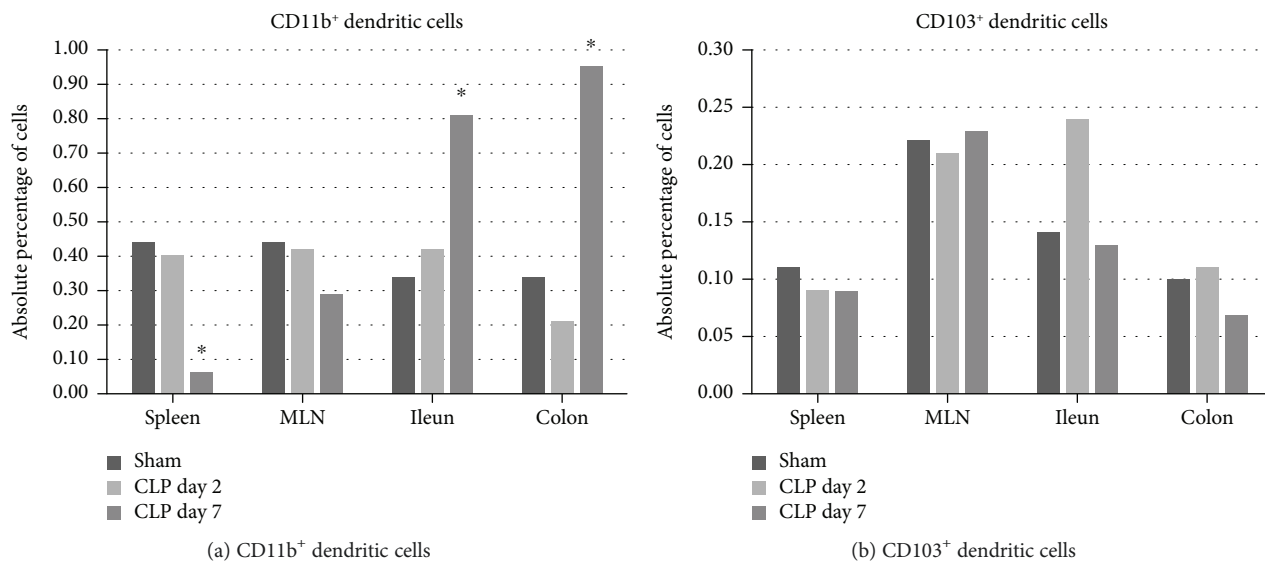 CD11b⁺ dendritic cells
Absolute percentage of cells
1.00
0.90
0.80
0.70
0.60
0.50
0.40
0.30
0.20
0.10
0.00
*
*
*
Spleen MLN Ileun Colon
Sham
CLP day 2
CLP day 7
(a) CD11b⁺ dendritic cells
CD103⁺ dendritic cells
Absolute percentage of cells
0.30
0.25
0.20
0.15
0.10
0.05
0.00
Spleen MLN Ileun Colon
Sham
CLP day 2
CLP day 7
(b) CD103⁺ dendritic cells